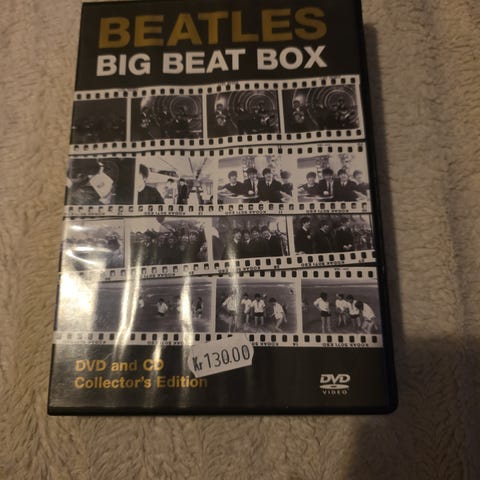 BEATLES
BIG BEAT BOX
DVD and CD
Collector's Edition
Kr 130.00
DVD
VIDEO